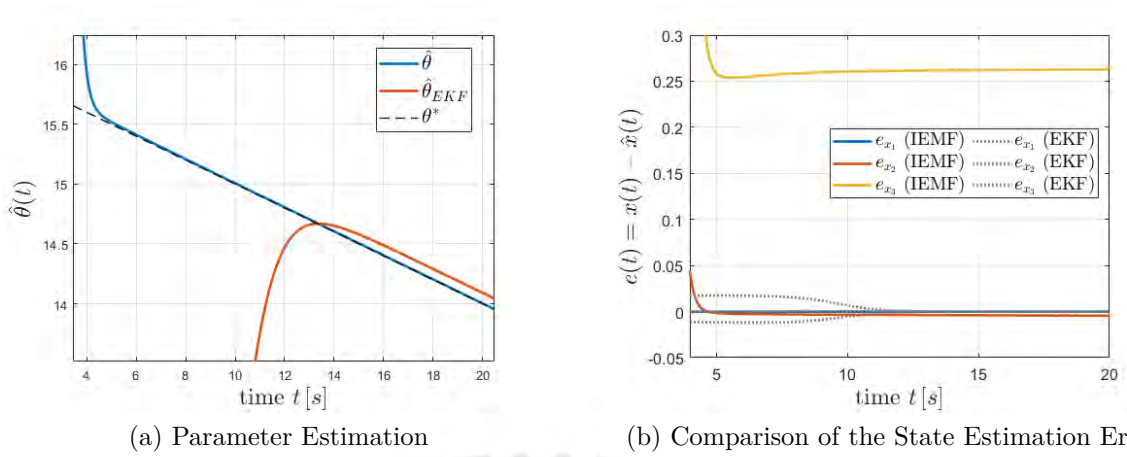 16
15.5
15
14.5
14
θ̂(t)
θ̂
θ̂_EKF
θ*
4 6 8 10 12 14 16 18 20
time t [s]
(a) Parameter Estimation
0.3
0.25
0.2
0.15
0.1
0.05
0
-0.05
e(t) = x(t) - x̂(t)
e_x₁ (IEMF) e_x₁ (EKF)
e_x₂ (IEMF) e_x₂ (EKF)
e_x₃ (IEMF) e_x₃ (EKF)
5 10 15 20
time t [s]
(b) Comparison of the State Estimation Er